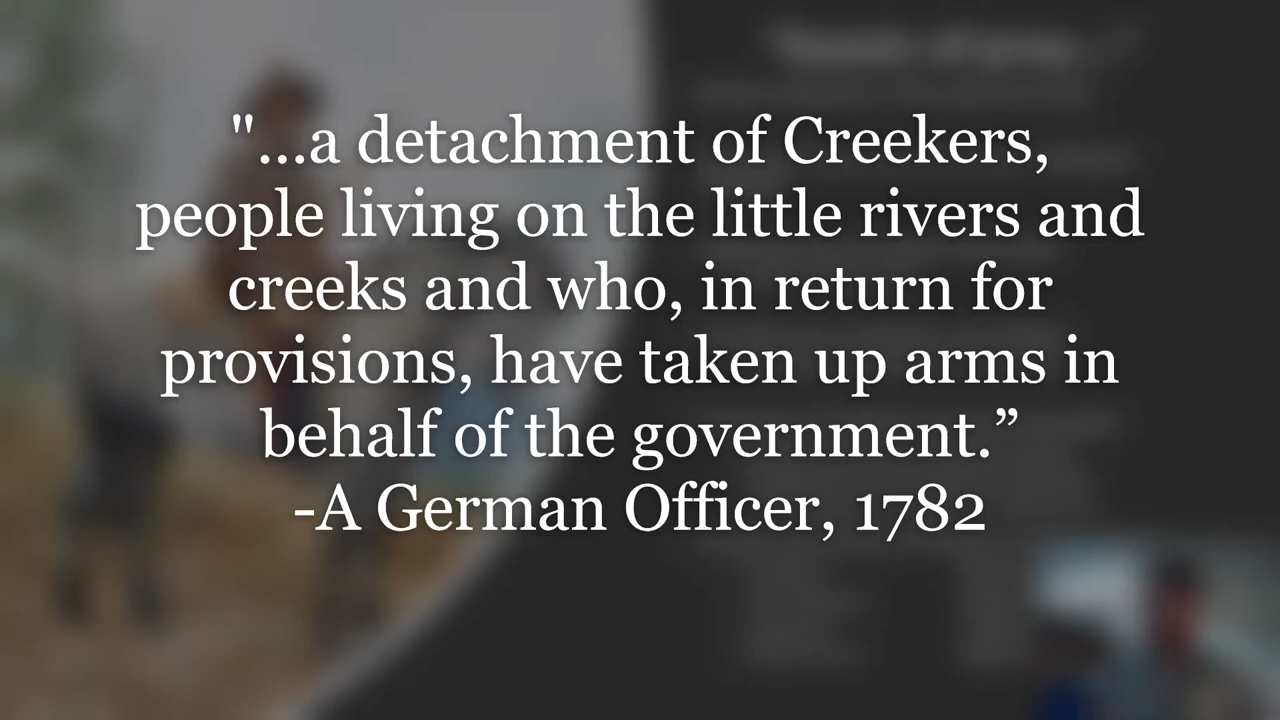 "...a detachment of Creekers,
people living on the little rivers and
creeks and who, in return for
provisions, have taken up arms in
behalf of the government.”
-A German Officer, 1782